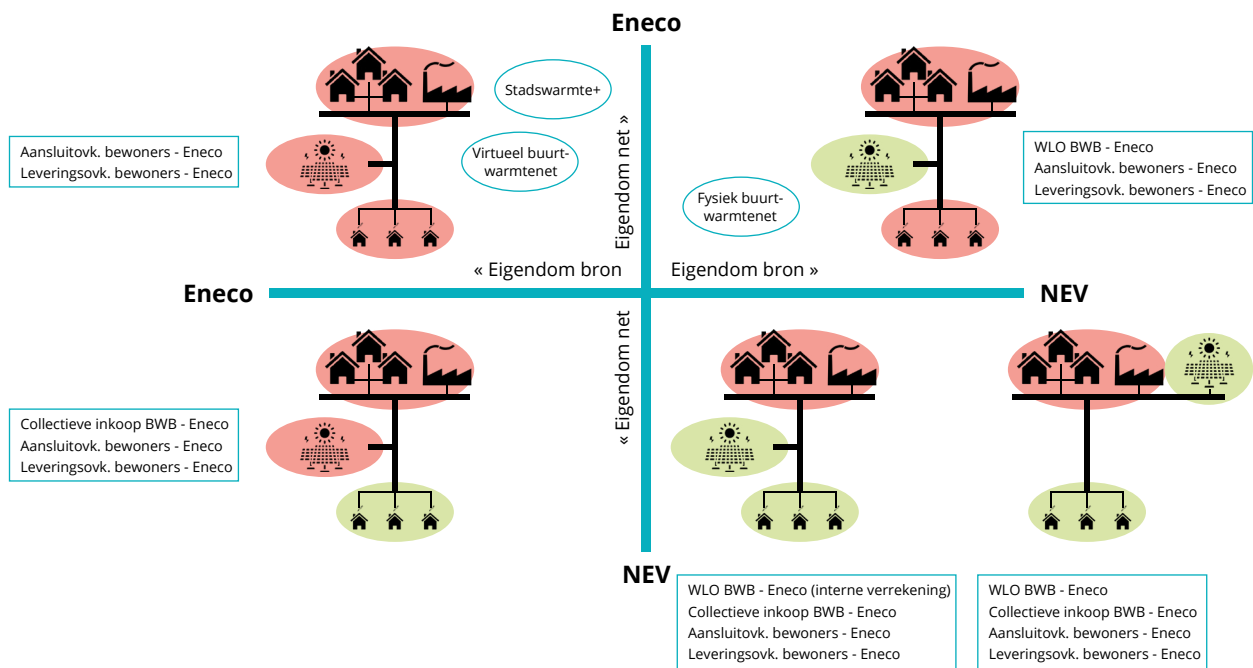 Eneco
Stadswarmte+
Virtueel buurt-
warmtenet
Aansluitovk. bewoners - Eneco
Leveringsovk. bewoners - Eneco
Eigendom net »
Fysiek buurt-
warmtenet
WLO BWB - Eneco
Aansluitovk. bewoners - Eneco
Leveringsovk. bewoners - Eneco
« Eigendom bron
Eigendom bron »
Eneco
NEV
« Eigendom net
Collectieve inkoop BWB - Eneco
Aansluitovk. bewoners - Eneco
Leveringsovk. bewoners - Eneco
NEV
WLO BWB - Eneco (interne verrekening)
Collectieve inkoop BWB - Eneco
Aansluitovk. bewoners - Eneco
Leveringsovk. bewoners - Eneco
WLO BWB - Eneco
Collectieve inkoop BWB - Eneco
Aansluitovk. bewoners - Eneco
Leveringsovk. bewoners - Eneco